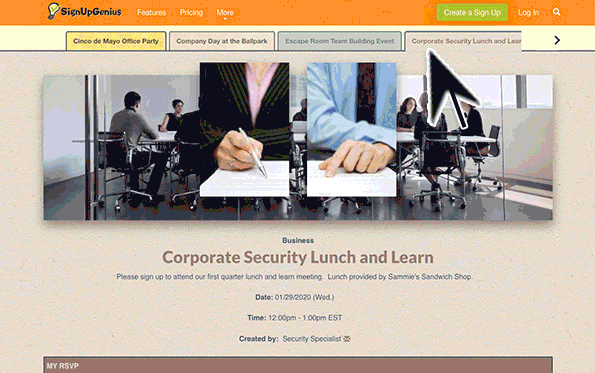 SignUpGenius
Features Pricing More Create a Sign Up Log In
Cinco de Mayo Office Party Company Day at the Ballpark Escape Room Team Building Event Corporate Security Lunch and Lear
Business
Corporate Security Lunch and Learn
Please sign up to attend our first quarter lunch and learn meeting. Lunch provided by Sammie's Sandwich Shop.
Date: 01/29/2020 (Wed.)
Time: 12:00pm - 1:00pm EST
Created by: Security Specialist
MY RSVP